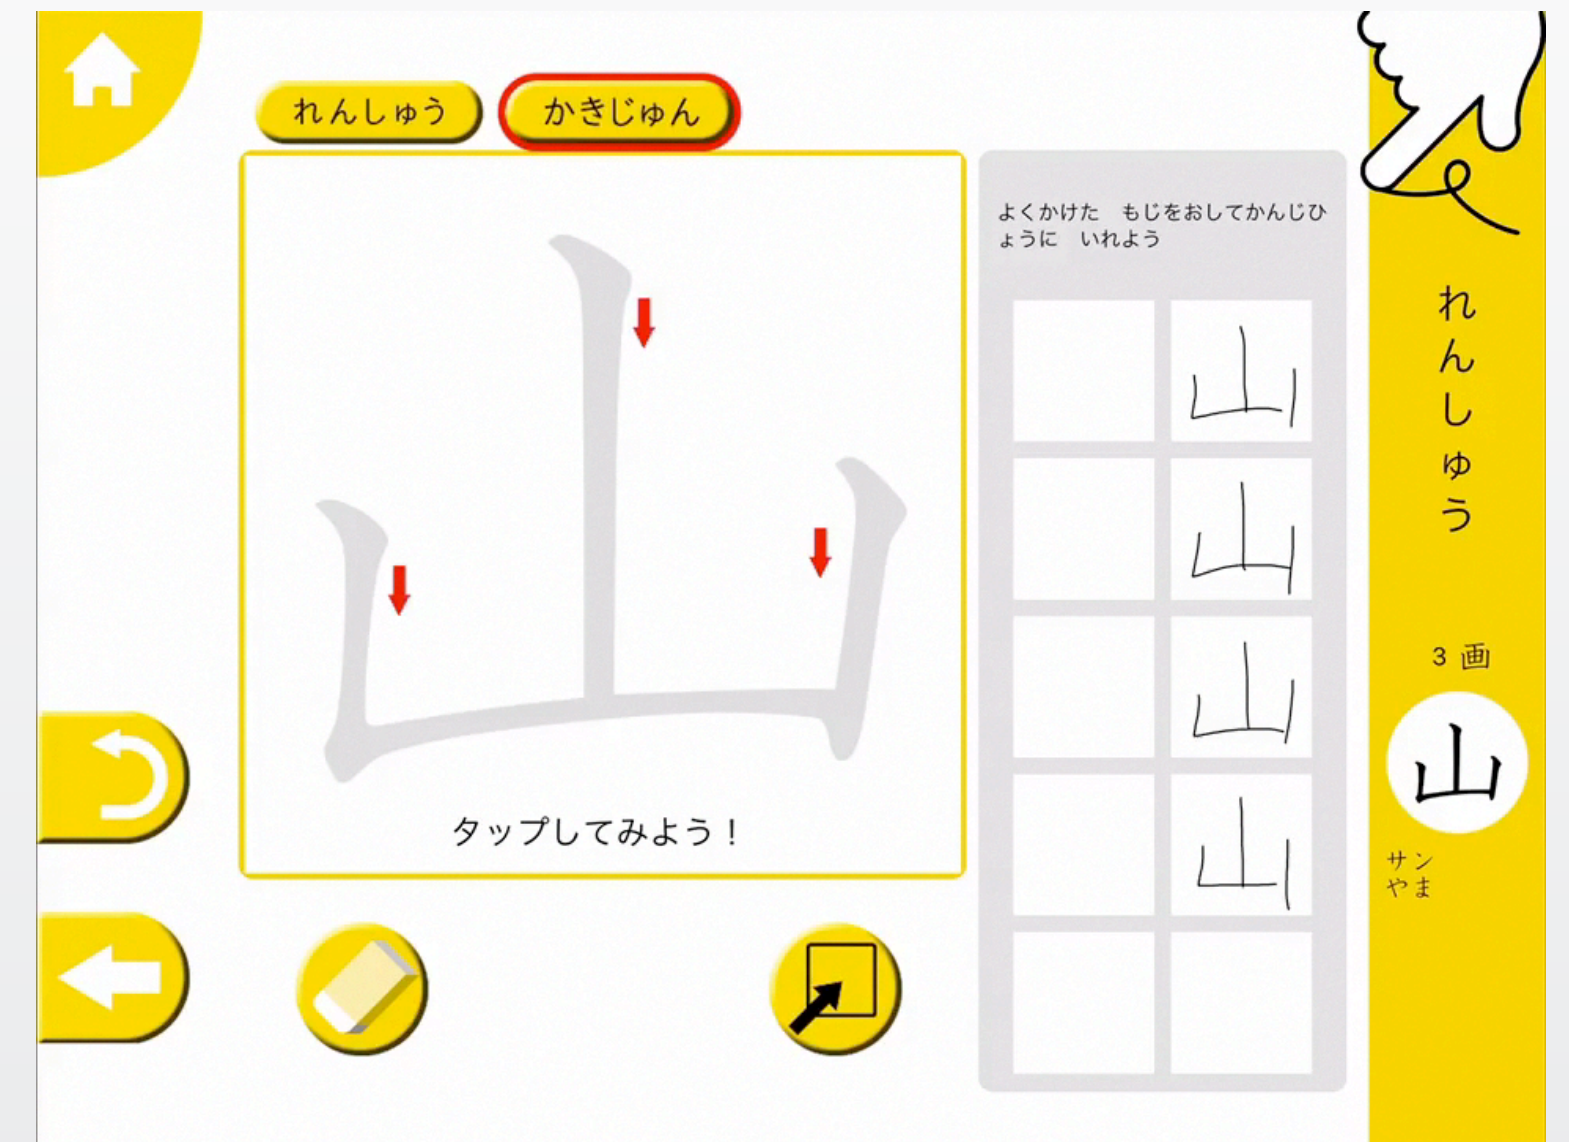 れんしゅう
かきじゅん
よくかけた　もじをおしてかんじひ
ょうに　いれよう
山
タップしてみよう！
山
山
山
山
れんしゅう
3 画
山
サン
やま